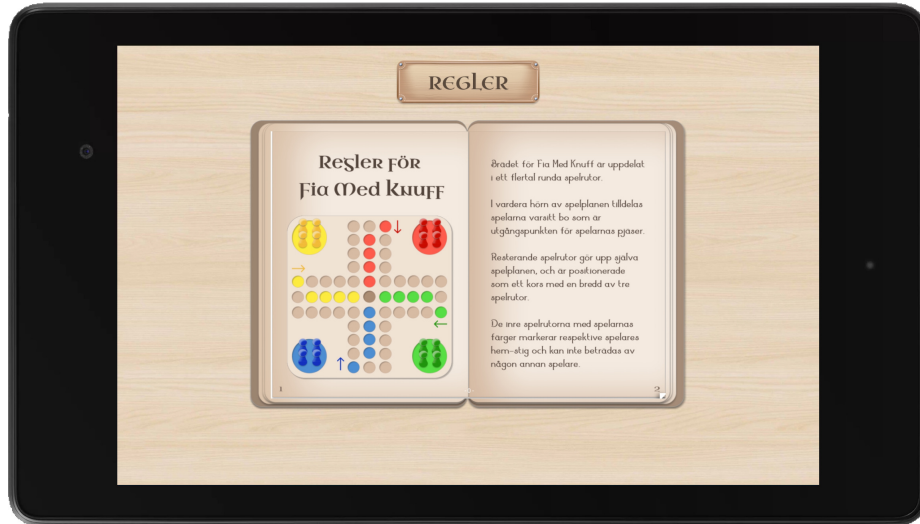 REGLER
Regler för
Fia Med Knuff
Brädet för Fia Med Knuff är uppdelat
i ett flertal runda spelrutor.
I vardera hörn av spelplanen tilldelas
spelarna varsitt bo som är
utgångspunkten för spelarnas pjäser.
Resterande spelrutor gör upp själva
spelplanen, och är positionerade
som ett kors med en bredd av tre
spelrutor.
De inre spelrutorna med spelarnas
färger markerar respektive spelares
hem-stig och kan inte beträdas av
någon annan spelare.
1
2